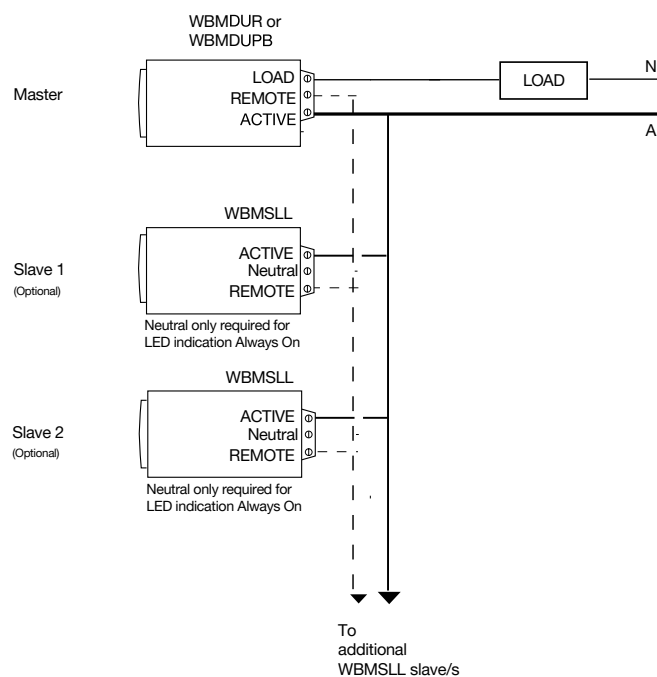 WBMDUR or
WBMDUPB
Master
LOAD
REMOTE
ACTIVE
LOAD
N
A
WBMSLL
Slave 1
(Optional)
ACTIVE
Neutral
REMOTE
Neutral only required for
LED indication Always On
WBMSLL
Slave 2
(Optional)
ACTIVE
Neutral
REMOTE
Neutral only required for
LED indication Always On
To
additional
WBMSLL slave/s